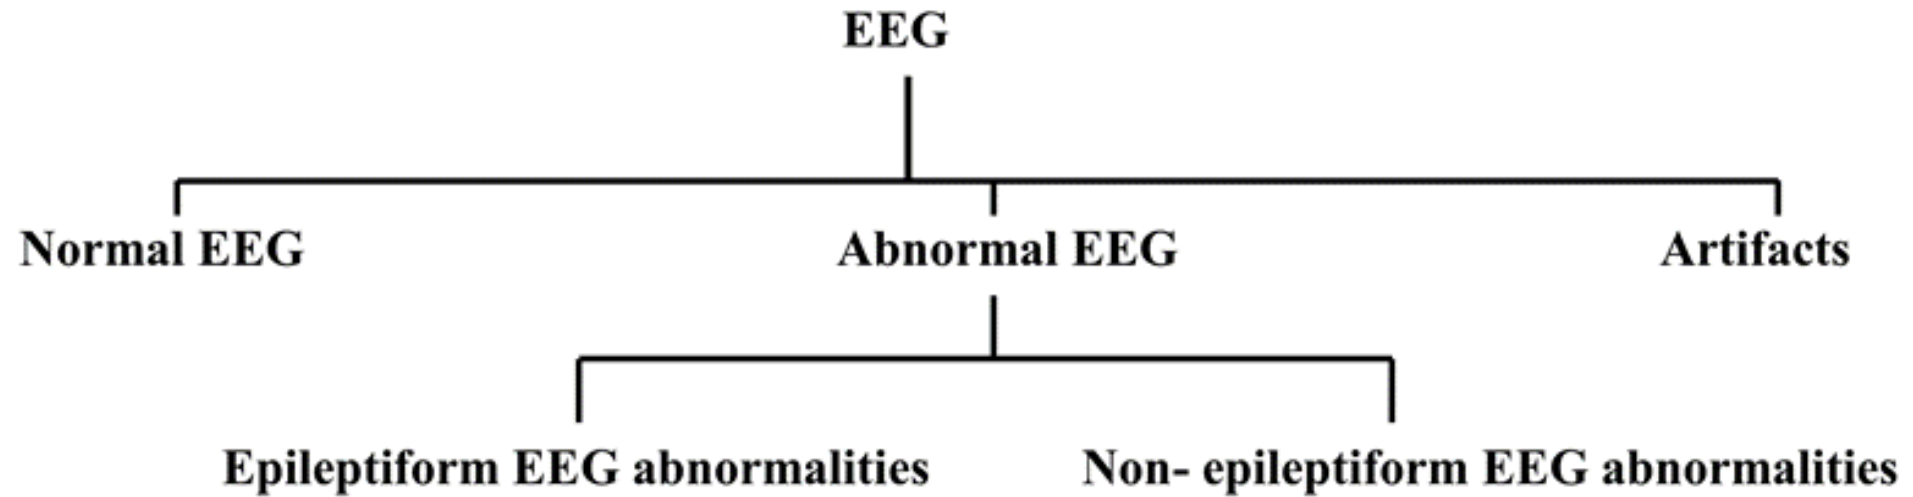 EEG
Normal EEG
Abnormal EEG
Artifacts
Epileptiform EEG abnormalities
Non- epileptiform EEG abnormalities